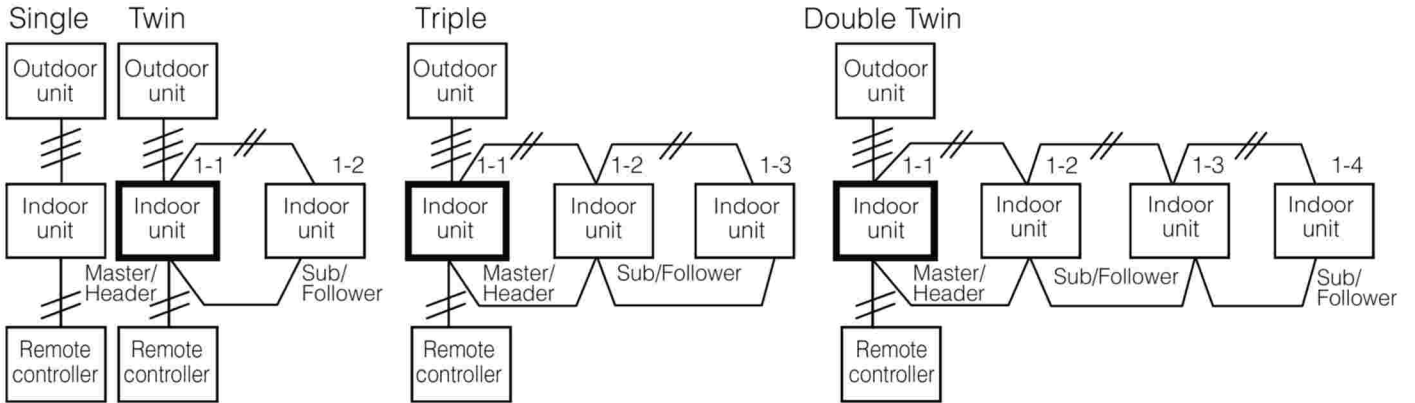 Single
Twin
Triple
Double Twin
Outdoor
unit
Outdoor
unit
Outdoor
unit
Outdoor
unit
1-1
1-2
1-1
1-2
1-3
1-1
1-2
1-3
1-4
Indoor
unit
Indoor
unit
Indoor
unit
Indoor
unit
Indoor
unit
Indoor
unit
Indoor
unit
Indoor
unit
Indoor
unit
Indoor
unit
Master/
Header
Sub/
Follower
Master/
Header
Sub/Follower
Master/
Header
Sub/Follower
Sub/
Follower
Remote
controller
Remote
controller
Remote
controller
Remote
controller